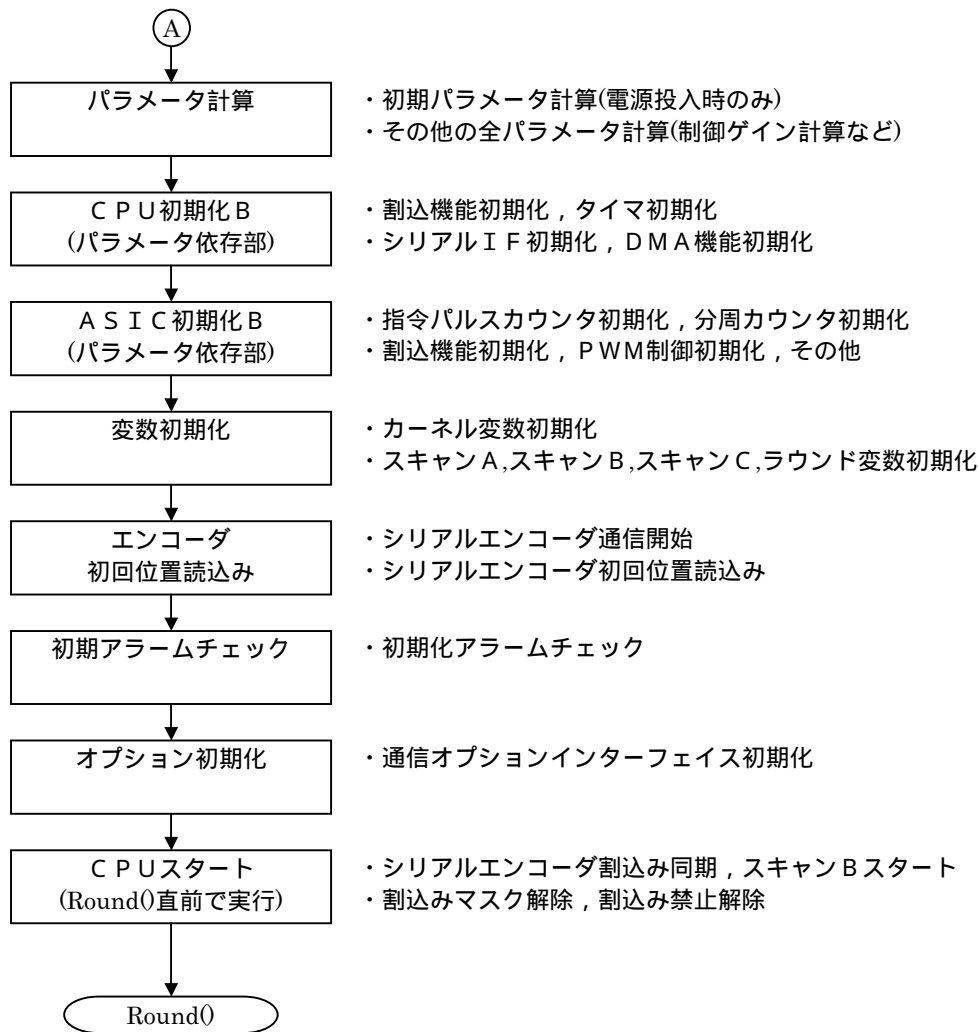 A
パラメータ計算
・初期パラメータ計算(電源投入時のみ)
・その他の全パラメータ計算(制御ゲイン計算など)
ＣＰＵ初期化Ｂ
(パラメータ依存部)
・割込機能初期化，タイマ初期化
・シリアルＩＦ初期化，ＤＭＡ機能初期化
ＡＳＩＣ初期化Ｂ
(パラメータ依存部)
・指令パルスカウンタ初期化，分周カウンタ初期化
・割込機能初期化，ＰＷＭ制御初期化，その他
変数初期化
・カーネル変数初期化
・スキャンＡ,スキャンＢ,スキャンＣ,ラウンド変数初期化
エンコーダ
初回位置読込み
・シリアルエンコーダ通信開始
・シリアルエンコーダ初回位置読込み
初期アラームチェック
・初期化アラームチェック
オプション初期化
・通信オプションインターフェイス初期化
ＣＰＵスタート
(Round()直前で実行)
・シリアルエンコーダ割込み同期，スキャンＢスタート
・割込みマスク解除，割込み禁止解除
Round()